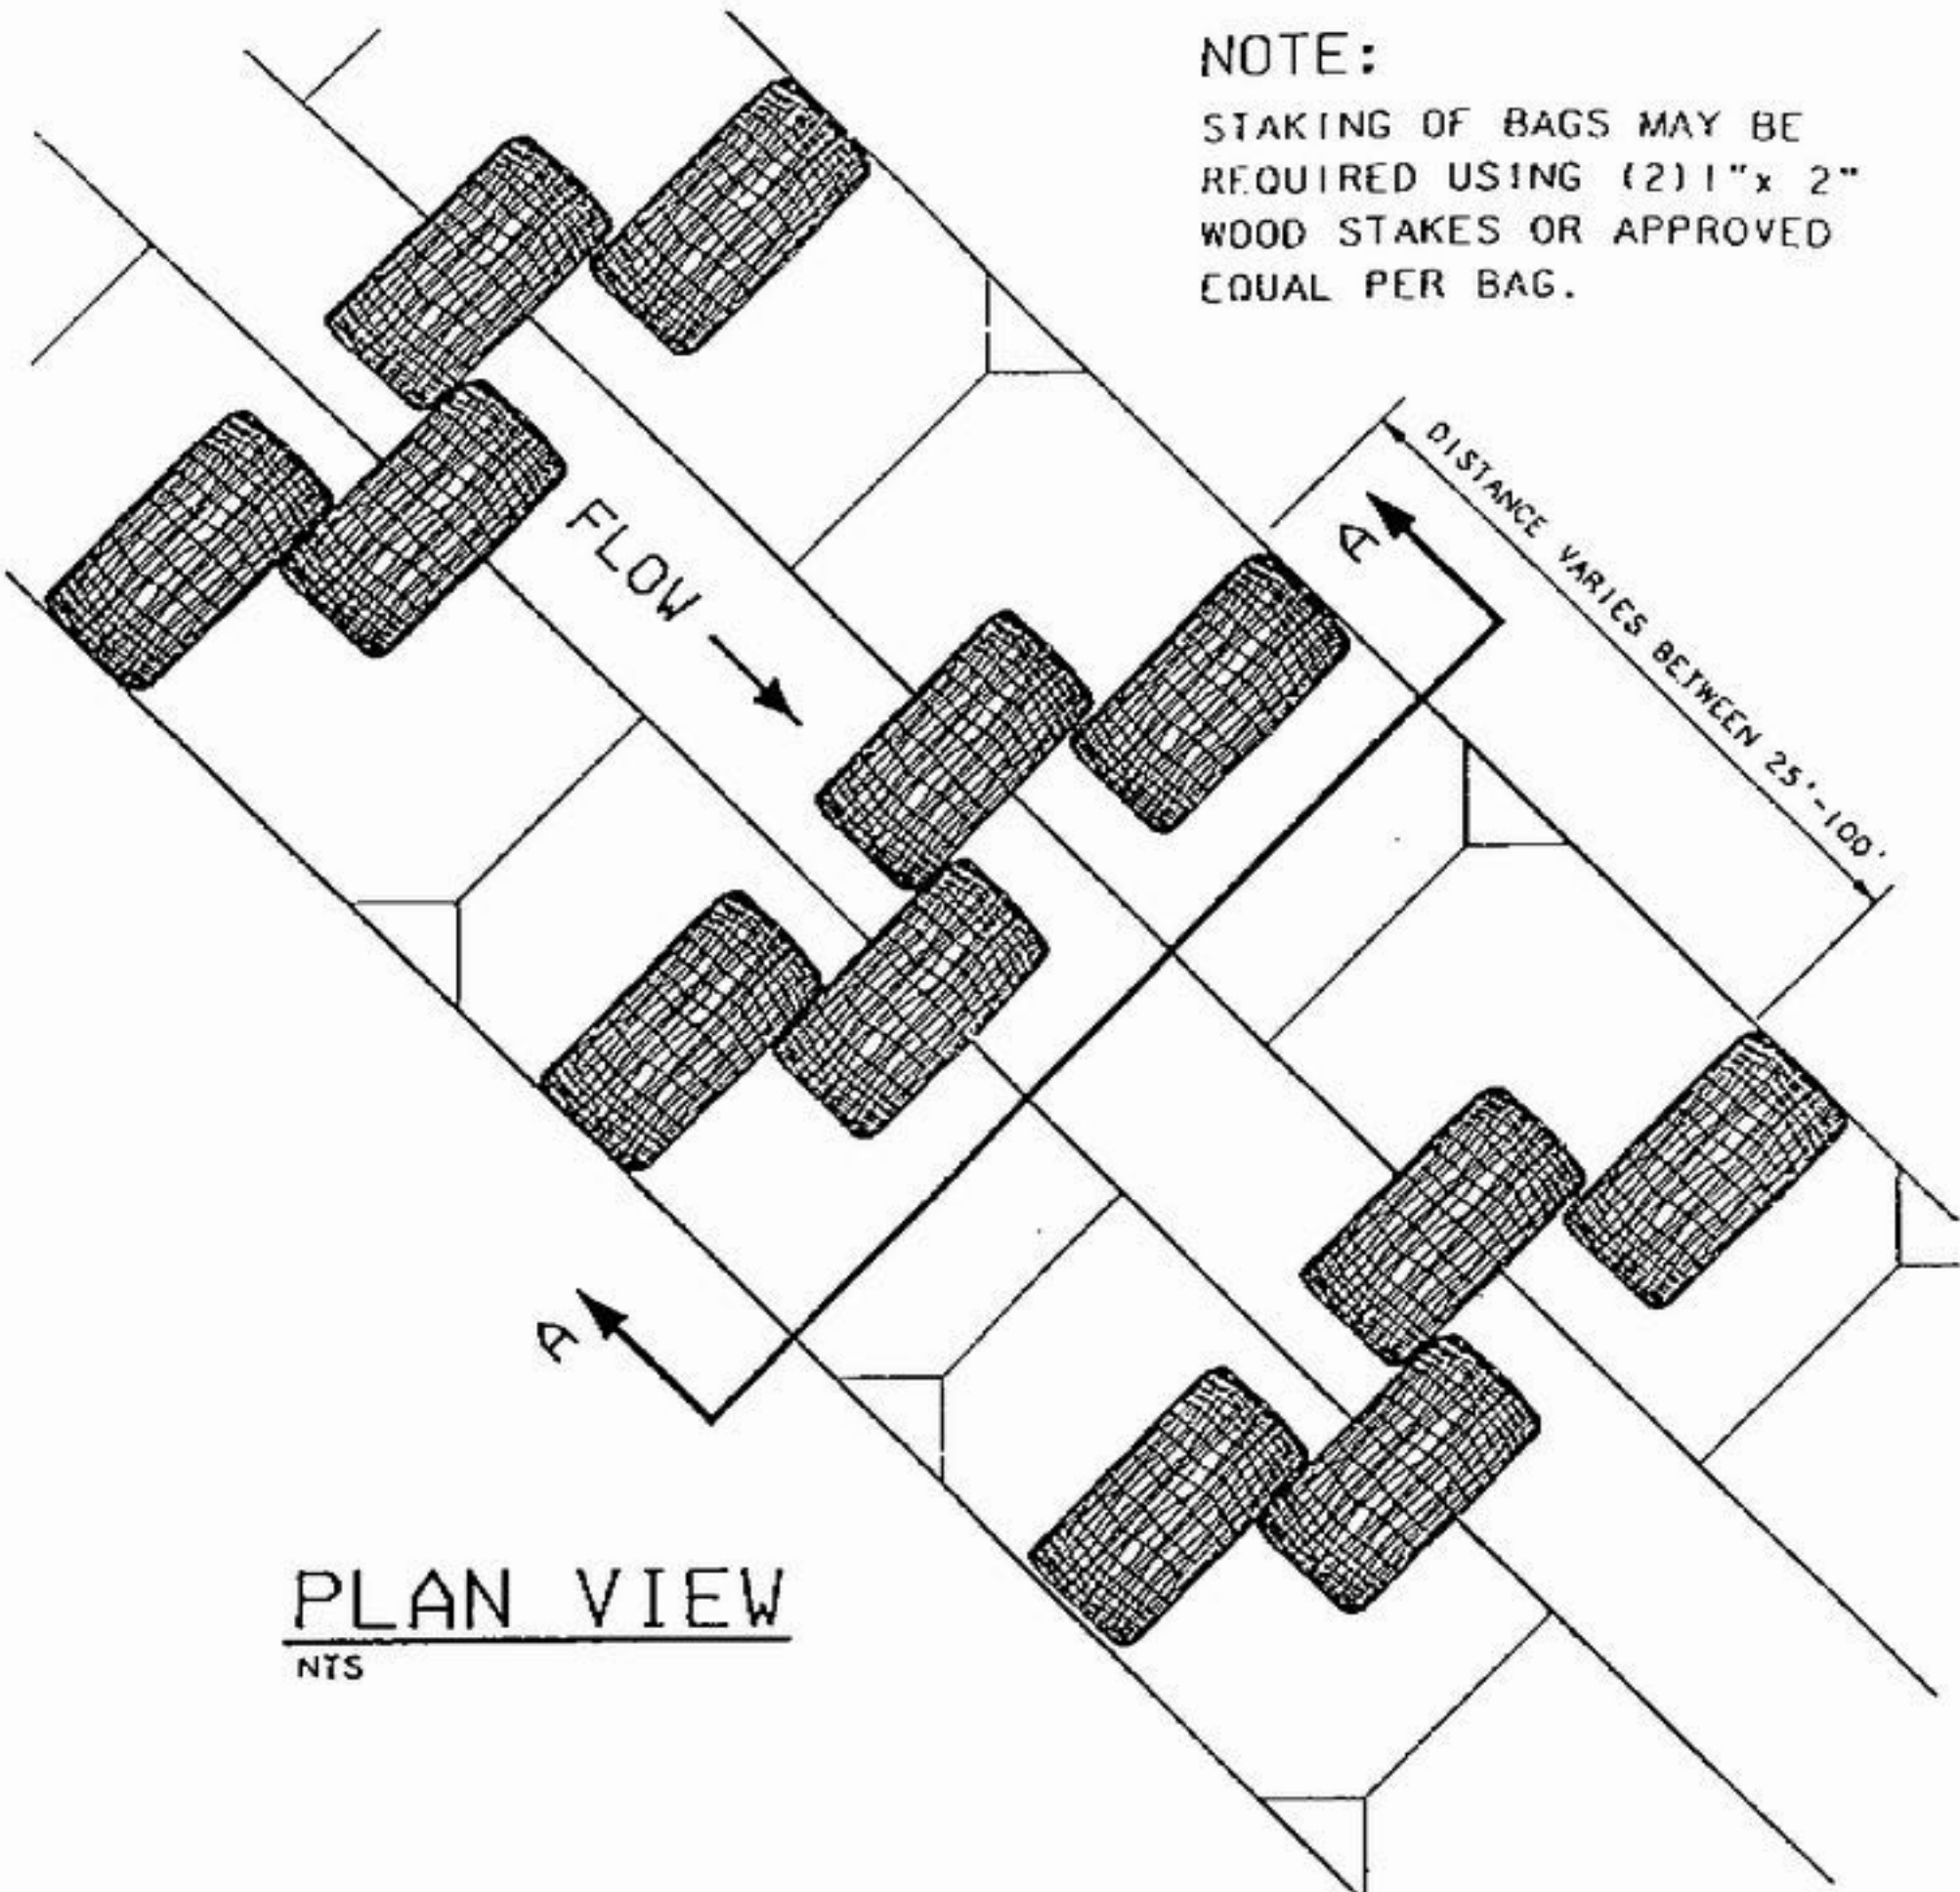 NOTE:
STAKING OF BAGS MAY BE
REQUIRED USING (2) 1"x 2"
WOOD STAKES OR APPROVED
EQUAL PER BAG.
DISTANCE VARIES BETWEEN 25'-100'
A
FLOW
A
PLAN VIEW
NTS